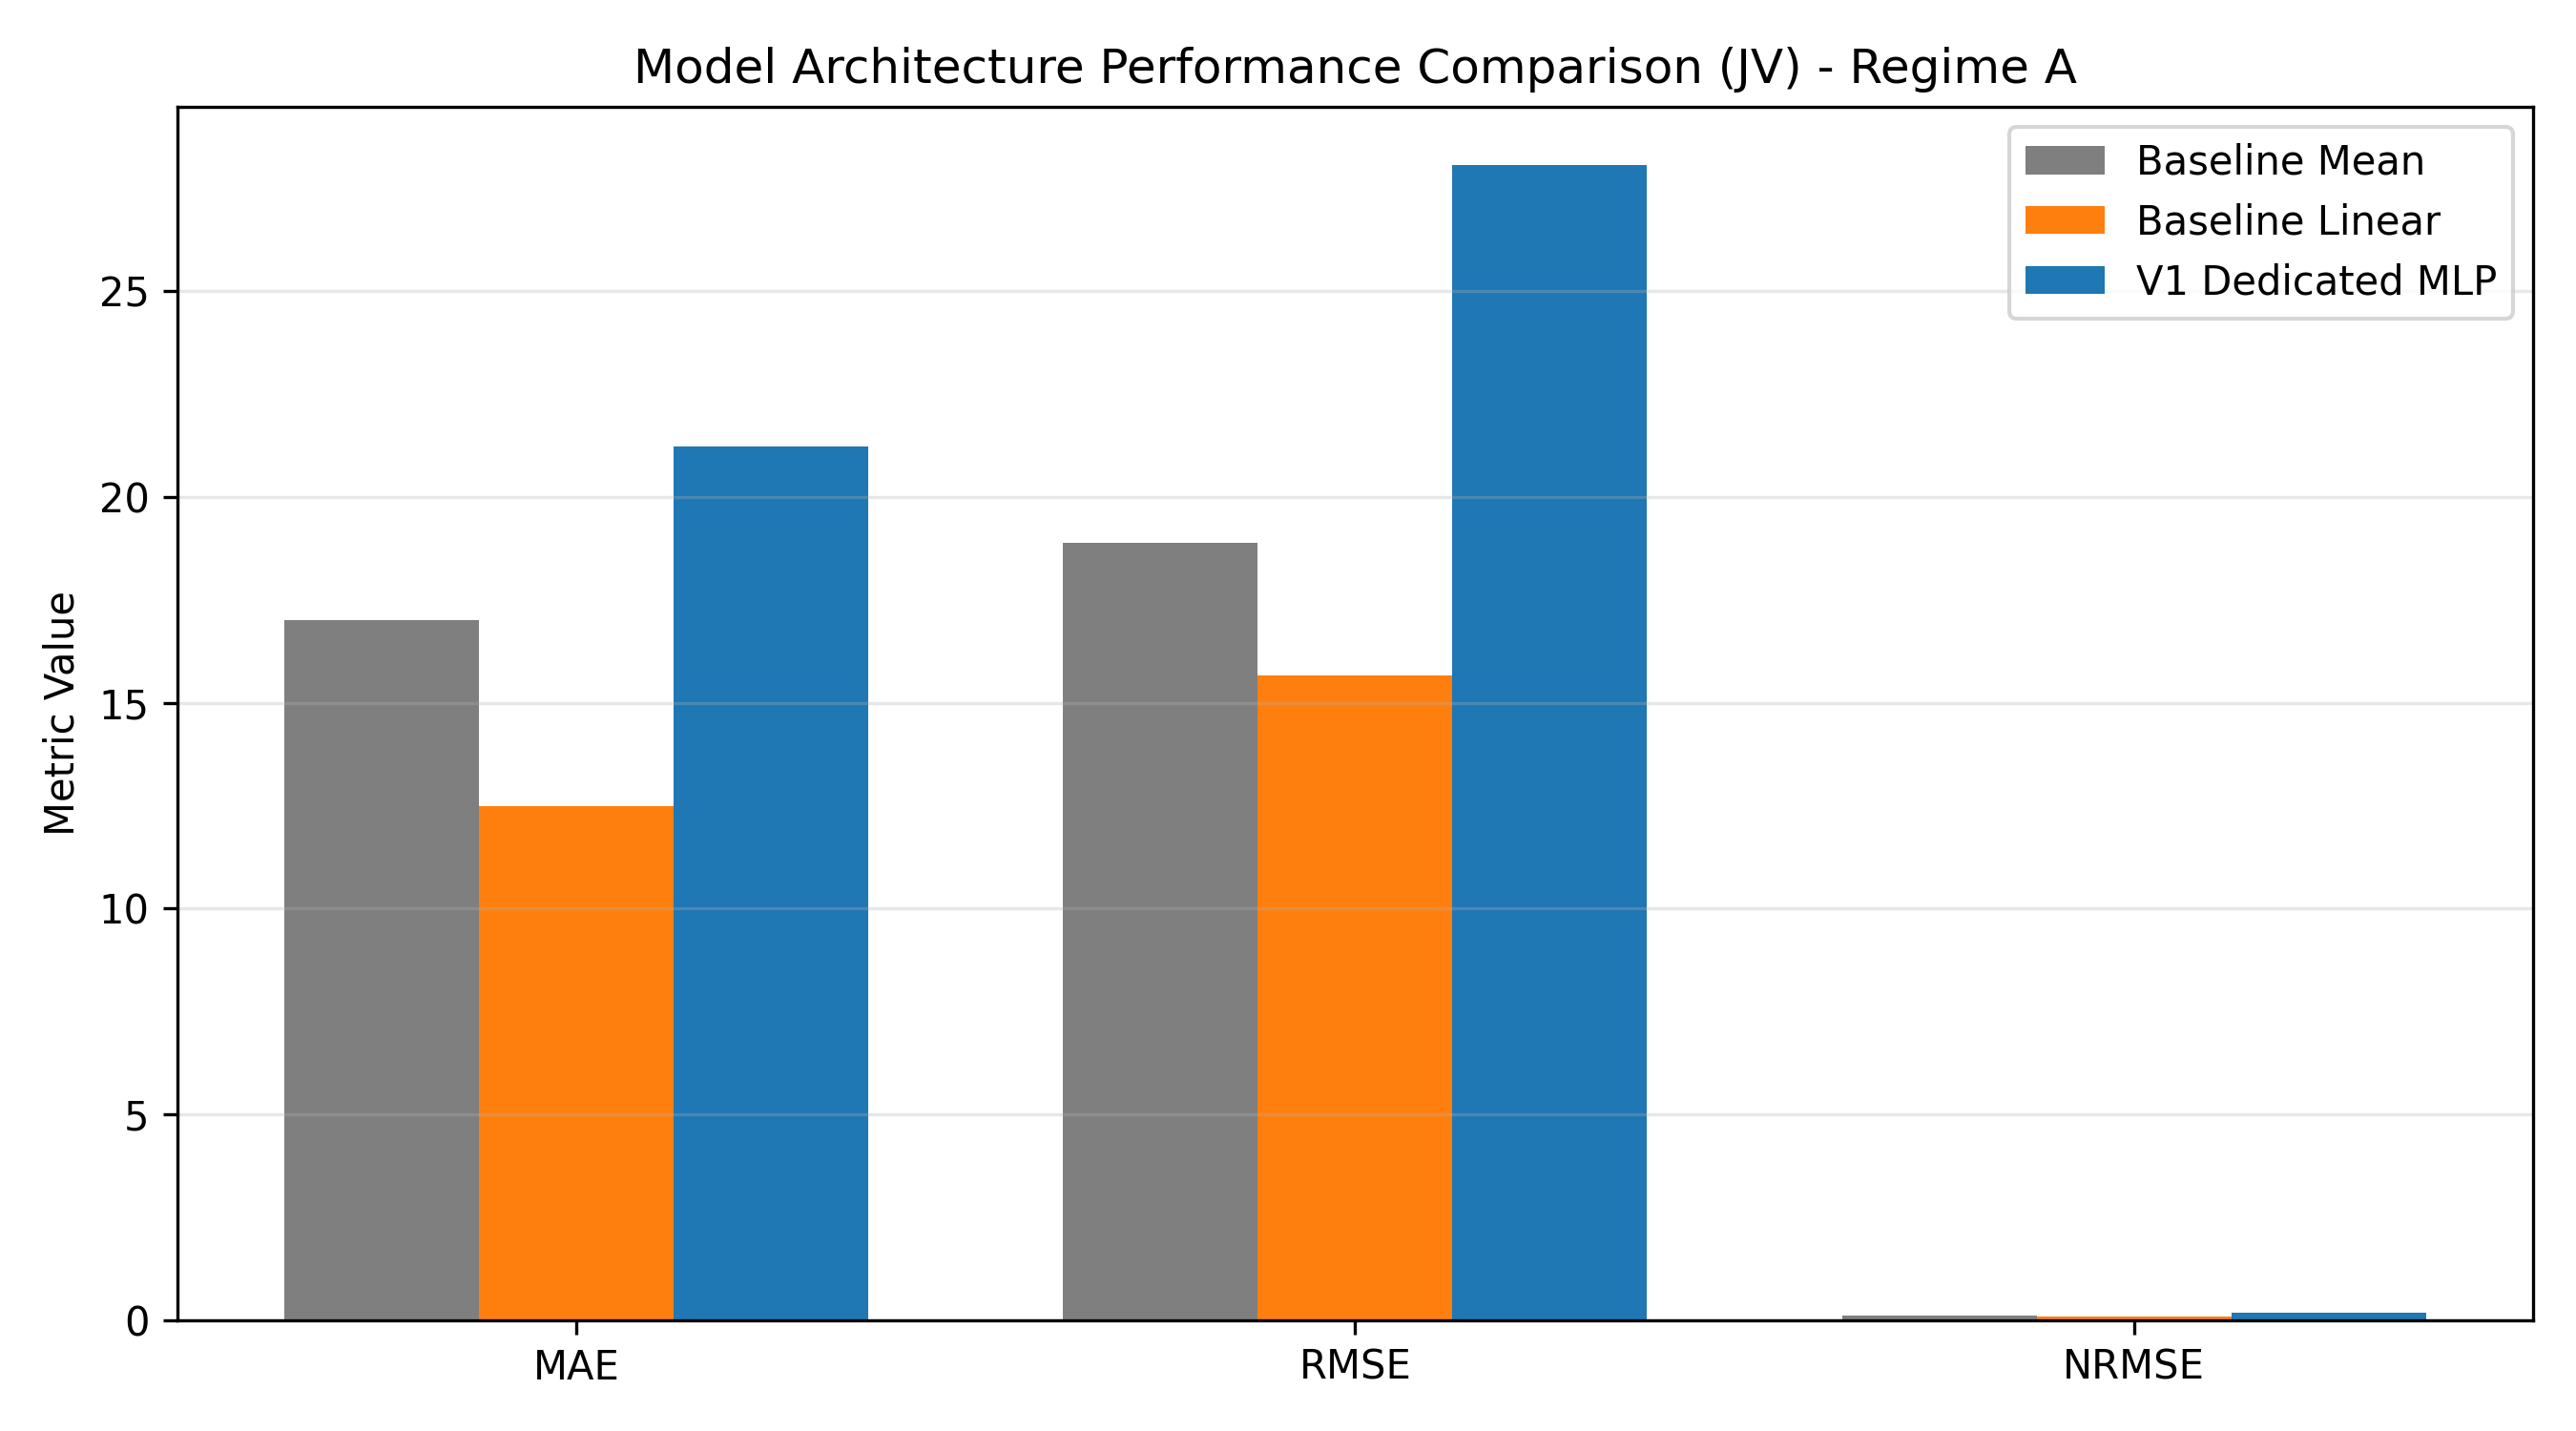 Model Architecture Performance Comparison (JV) - Regime A
Baseline Mean
Baseline Linear
V1 Dedicated MLP
Metric Value
25
20
15
10
5
0
MAE
RMSE
NRMSE